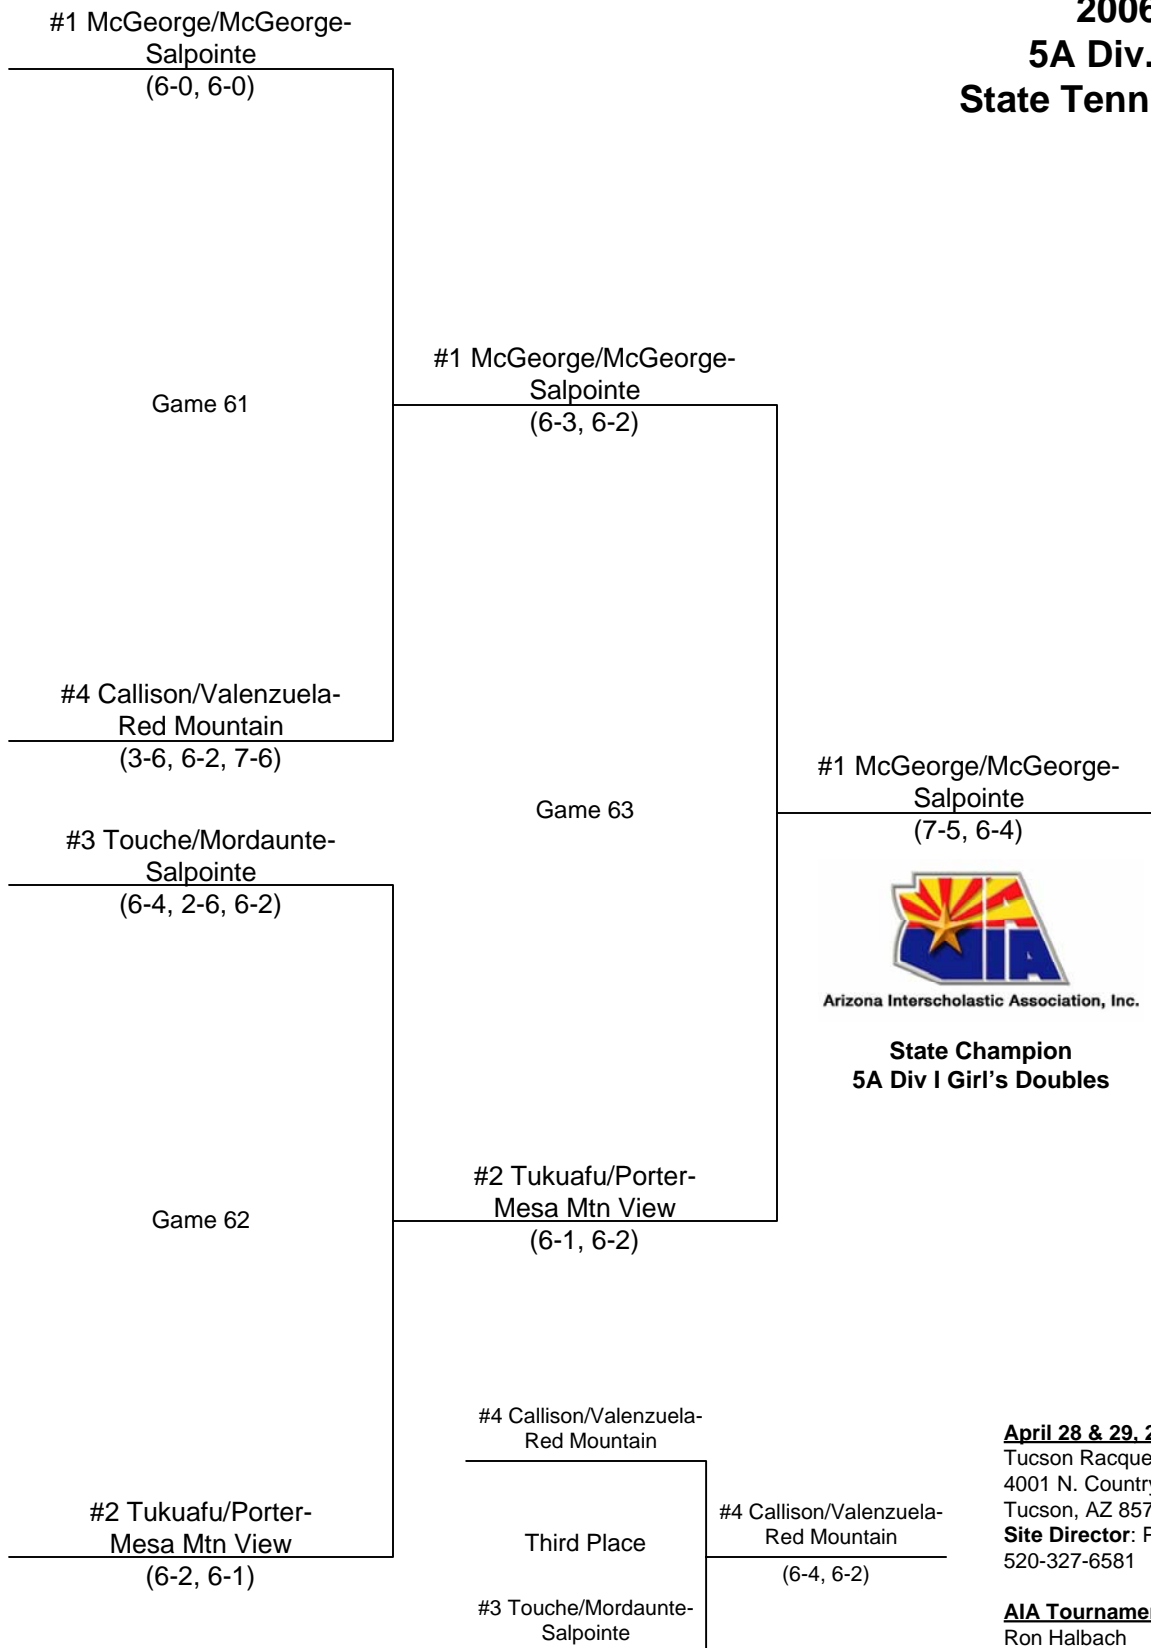 2006
5A Div.
State Tenn
#1 McGeorge/McGeorge-
Salpointe
(6-0, 6-0)
Game 61
#4 Callison/Valenzuela-
Red Mountain
(3-6, 6-2, 7-6)
#1 McGeorge/McGeorge-
Salpointe
(6-3, 6-2)
#3 Touche/Mordaunte-
Salpointe
(6-4, 2-6, 6-2)
Game 62
#2 Tukuafu/Porter-
Mesa Mtn View
(6-2, 6-1)
#2 Tukuafu/Porter-
Mesa Mtn View
(6-1, 6-2)
Game 63
#1 McGeorge/McGeorge-
Salpointe
(7-5, 6-4)
AIA
Arizona Interscholastic Association, Inc.
State Champion
5A Div I Girl's Doubles
#4 Callison/Valenzuela-
Red Mountain
Third Place
#3 Touche/Mordaunte-
Salpointe
#4 Callison/Valenzuela-
Red Mountain
(6-4, 6-2)
April 28 & 29, 2
Tucson Racque
4001 N. Country
Tucson, AZ 857
Site Director: P
520-327-6581
AIA Tournamen
Ron Halbach